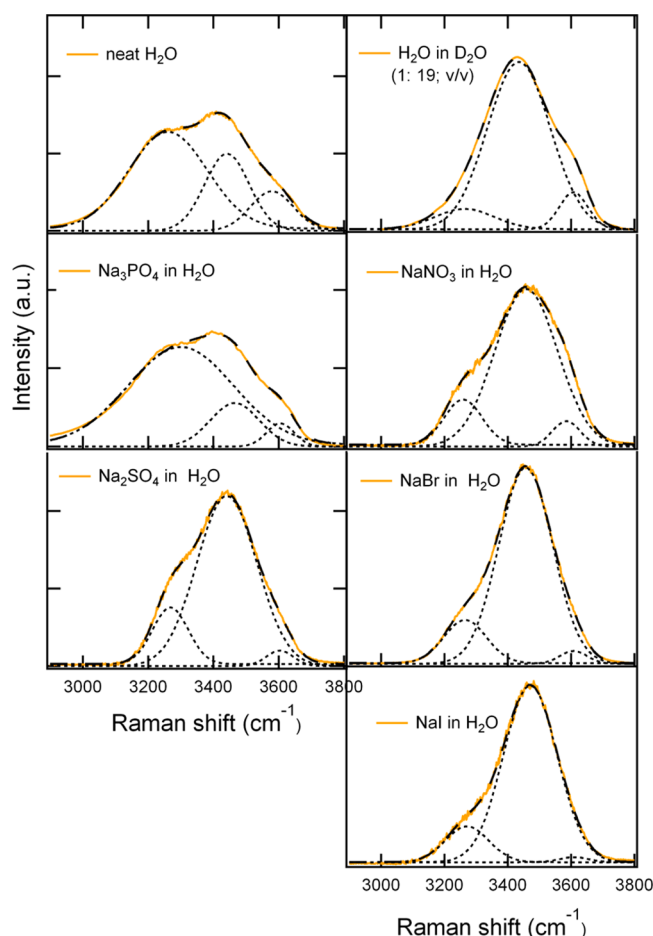 neat H₂O
H₂O in D₂O
(1: 19; v/v)
Na₃PO₄ in H₂O
NaNO₃ in H₂O
Intensity (a.u.)
Na₂SO₄ in H₂O
NaBr in H₂O
3000 3200 3400 3600 3800
Raman shift (cm⁻¹)
NaI in H₂O
3000 3200 3400 3600 3800
Raman shift (cm⁻¹)